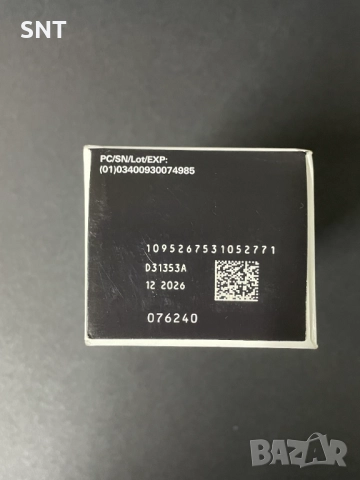 SNT
PC/SN/Lot/EXP:
(01)03400930074985
1095267531052771
D31353A
12 2026
076240
BAZAR